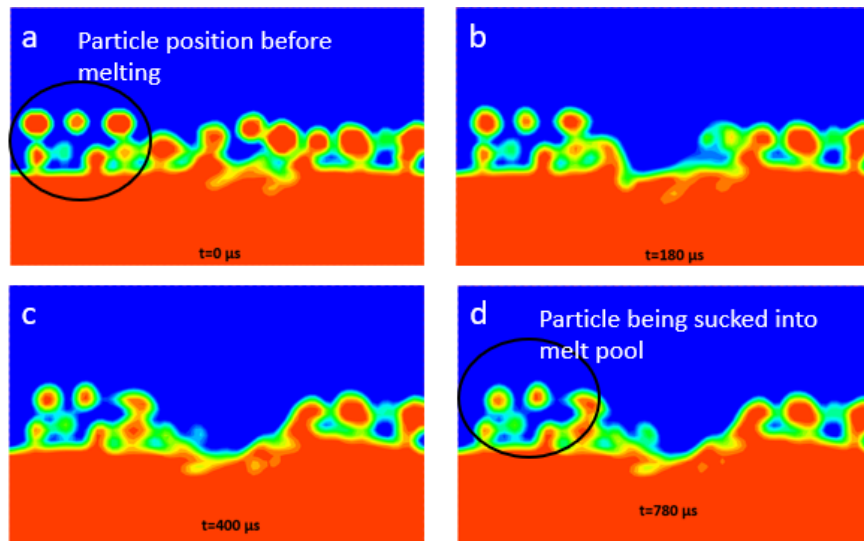 a
Particle position before
melting
t=0 µs
b
t=180 µs
c
t=400 µs
d
Particle being sucked into
melt pool
t=780 µs